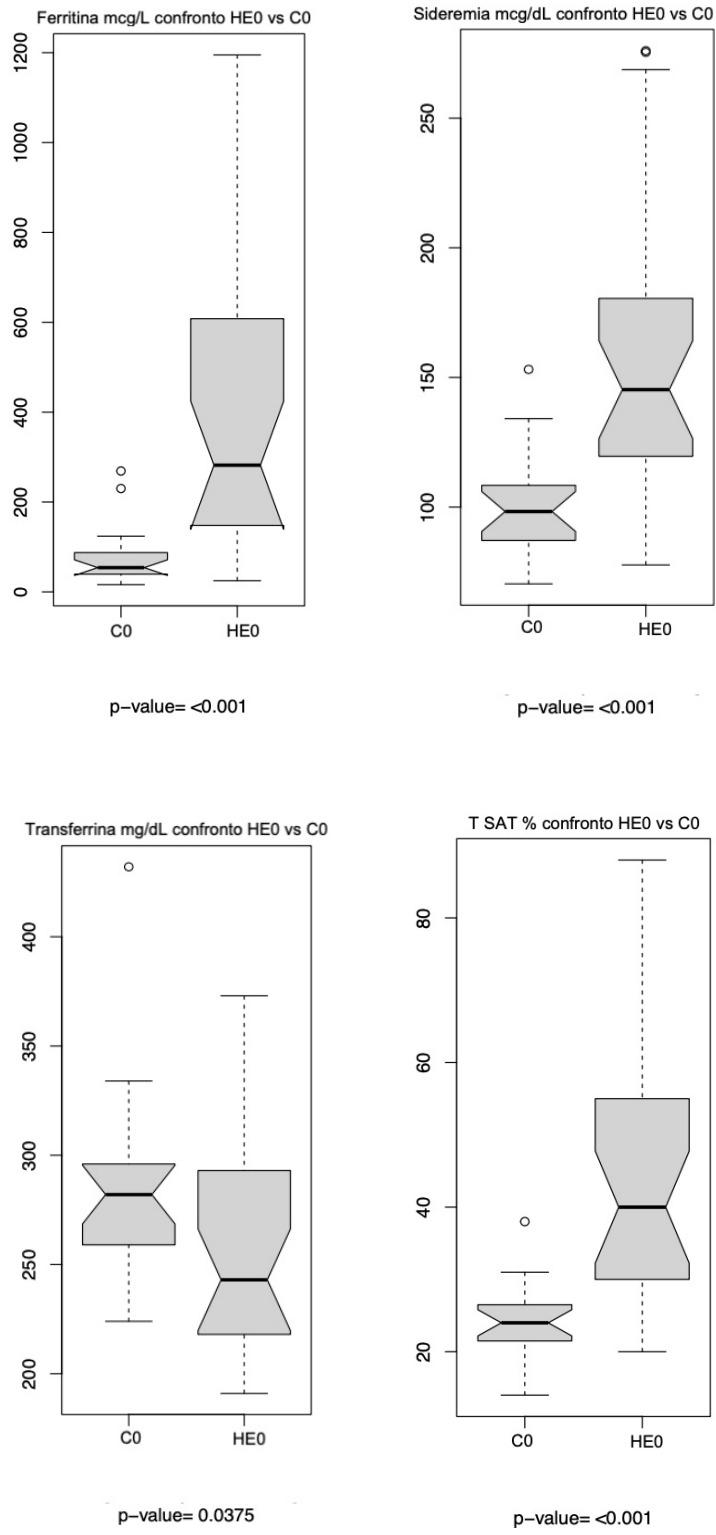 Ferritina mcg/L confronto HE0 vs C0
1200
1000
800
600
400
200
0
C0 HE0
p-value= <0.001
Sideremia mcg/dL confronto HE0 vs C0
250
200
150
100
C0 HE0
p-value= <0.001
Transferrina mg/dL confronto HE0 vs C0
400
350
300
250
200
C0 HE0
p-value= 0.0375
T SAT % confronto HE0 vs C0
80
60
40
20
C0 HE0
p-value= <0.001